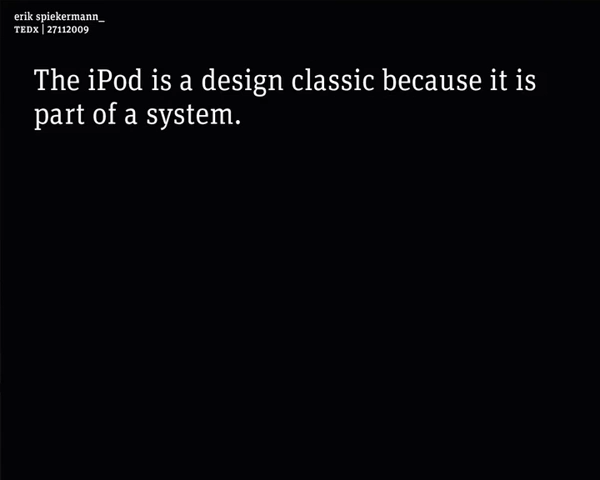 erik spiekermann_
TEDX | 27112009
The iPod is a design classic because it is
part of a system.